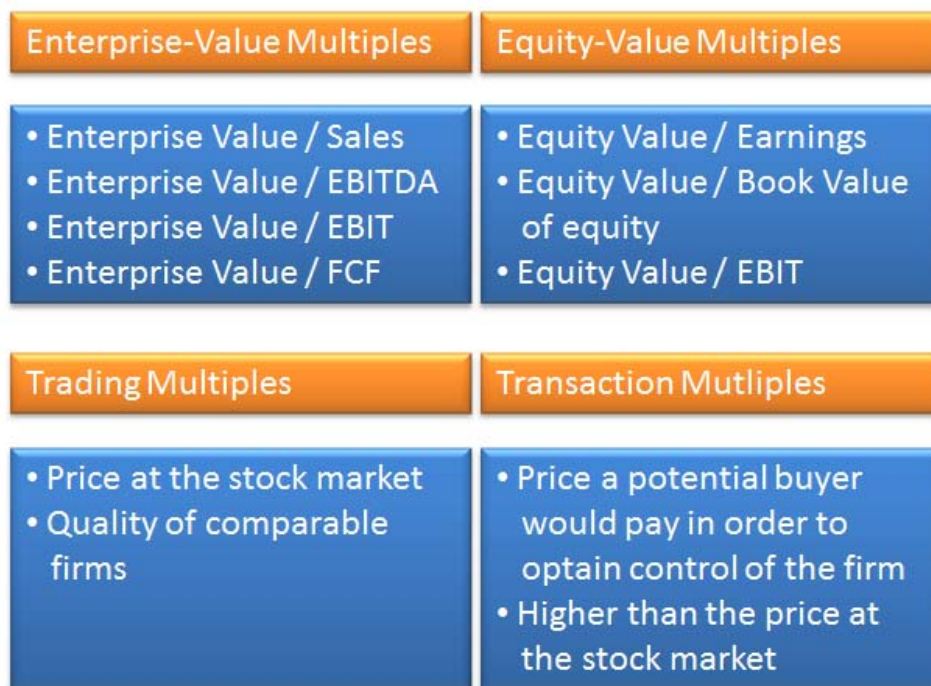 Enterprise-Value Multiples
Equity-Value Multiples
• Enterprise Value / Sales
• Enterprise Value / EBITDA
• Enterprise Value / EBIT
• Enterprise Value / FCF
• Equity Value / Earnings
• Equity Value / Book Value
of equity
• Equity Value / EBIT
Trading Multiples
Transaction Mutliples
• Price at the stock market
• Quality of comparable
firms
• Price a potential buyer
would pay in order to
optain control of the firm
• Higher than the price at
the stock market